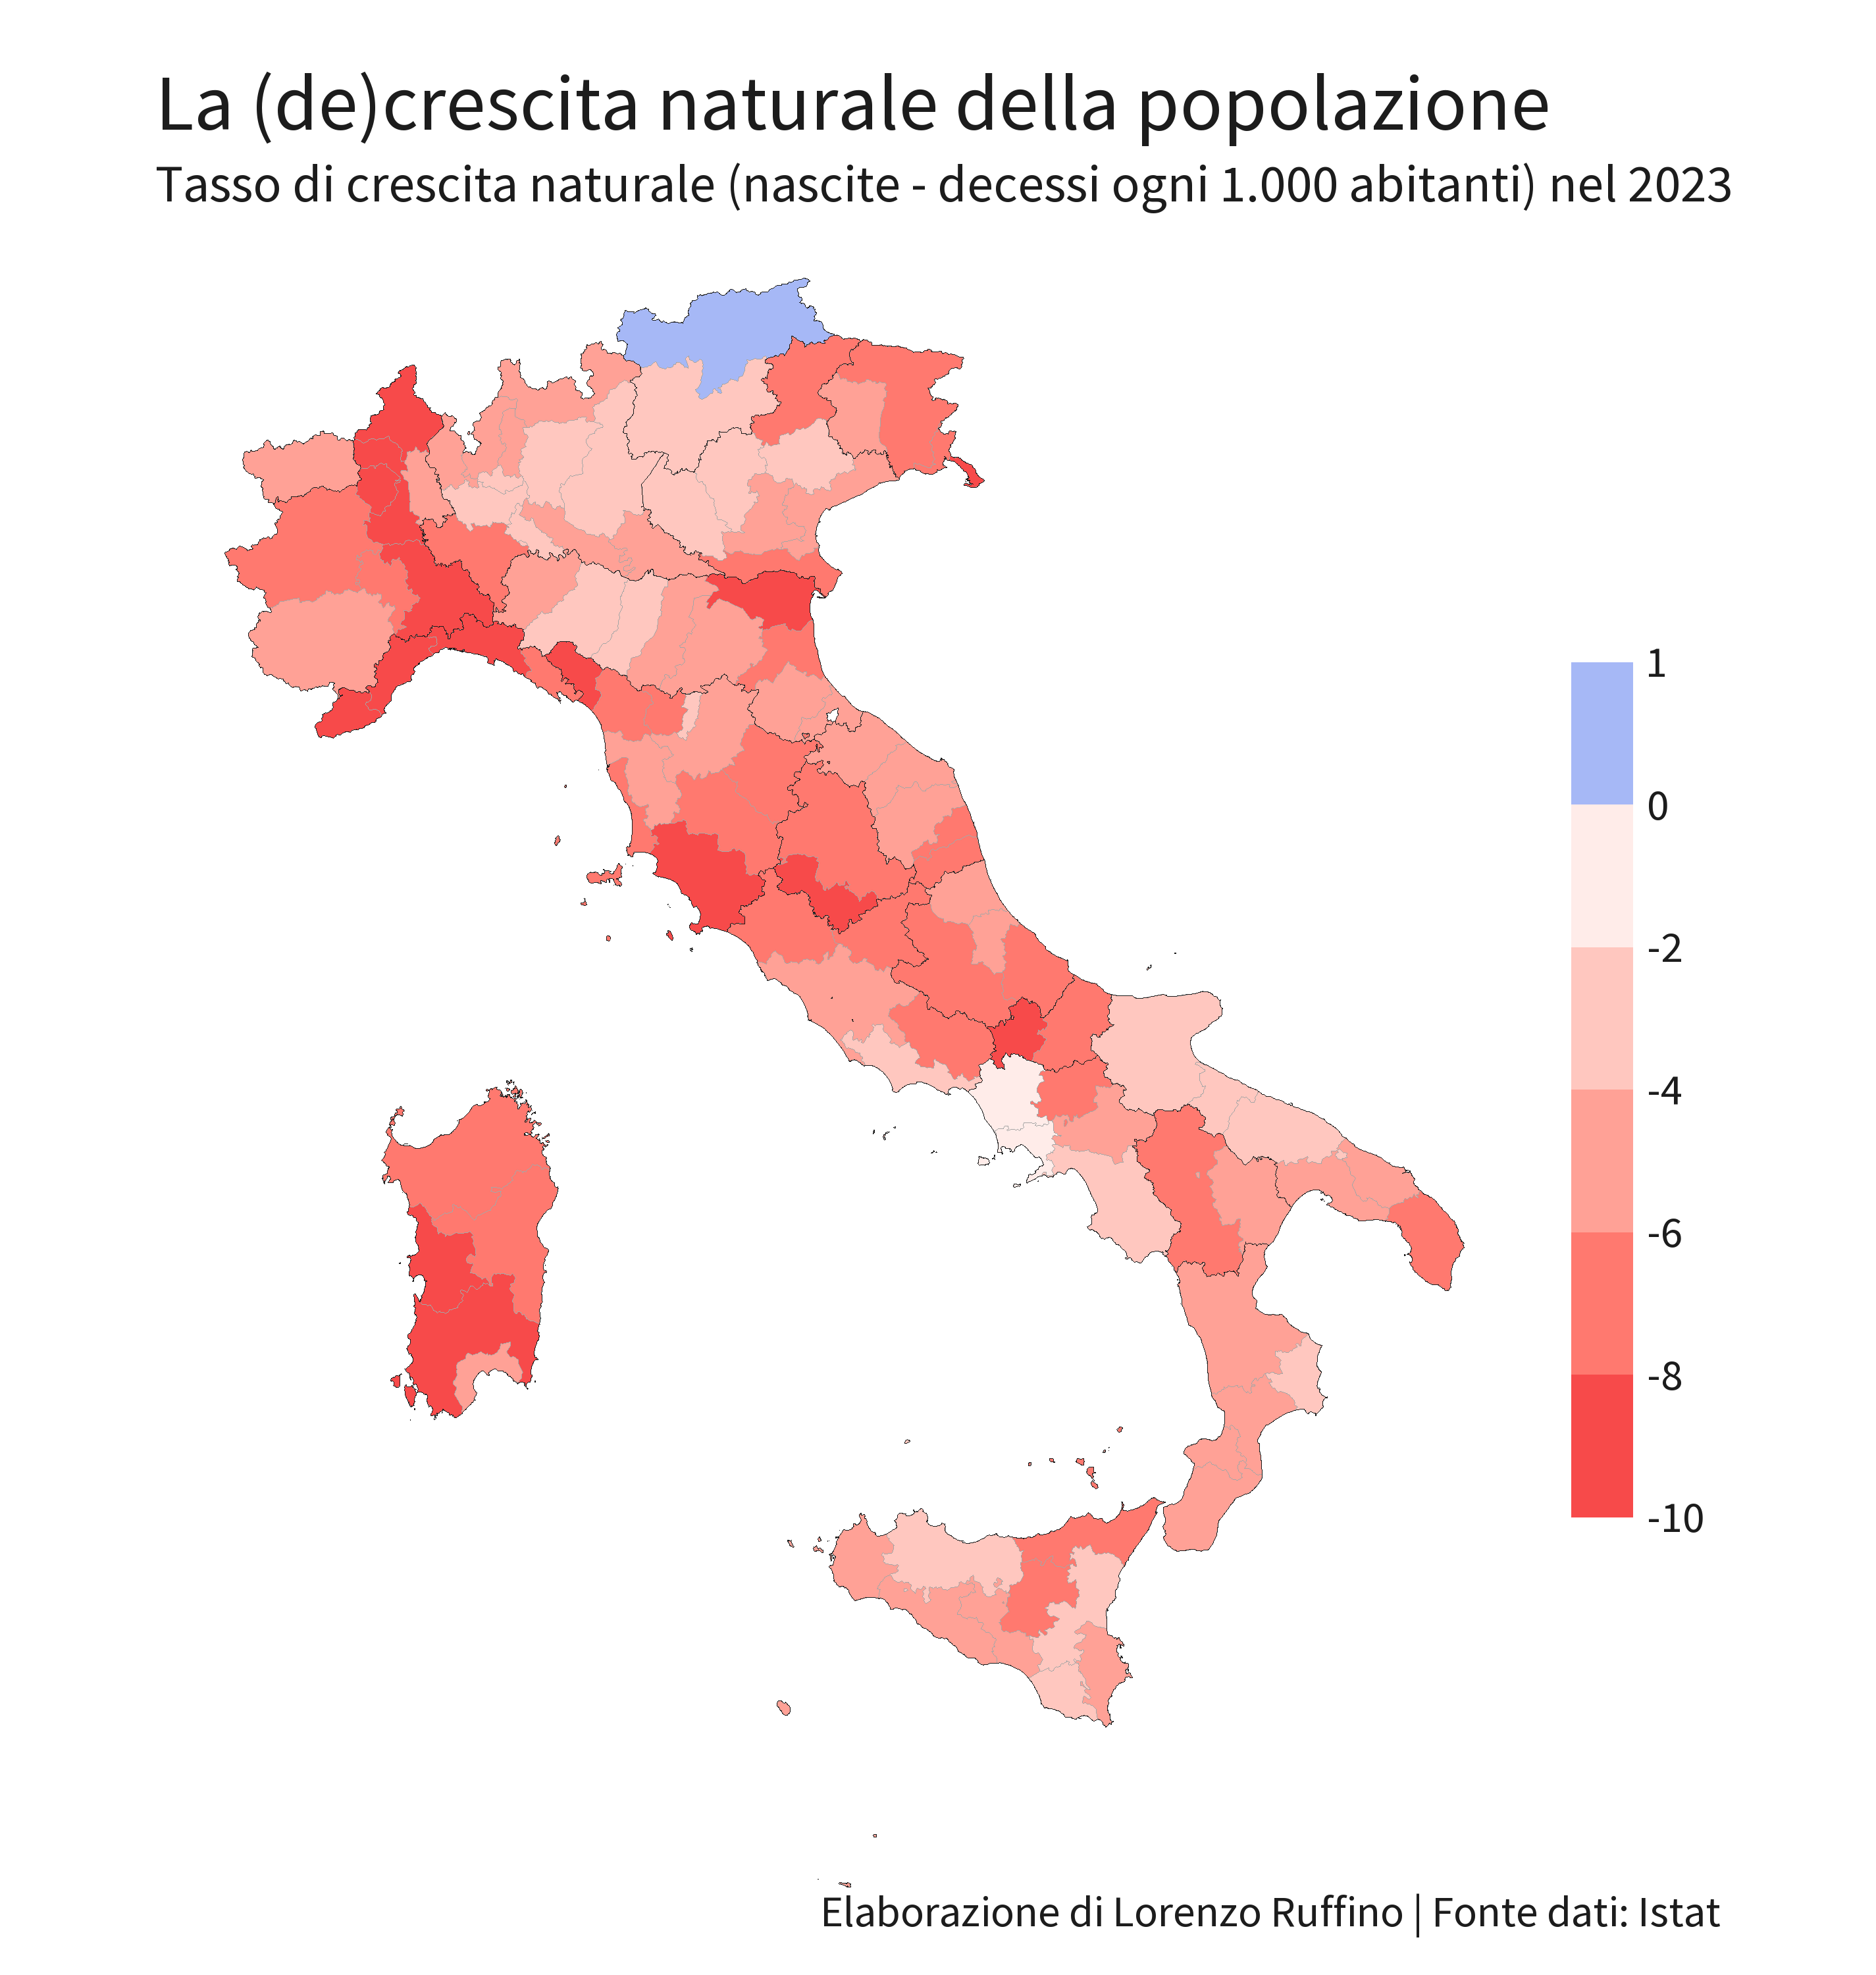 La (de)crescita naturale della popolazione
Tasso di crescita naturale (nascite - decessi ogni 1.000 abitanti) nel 2023
1
0
-2
-4
-6
-8
-10
Elaborazione di Lorenzo Ruffino | Fonte dati: Istat